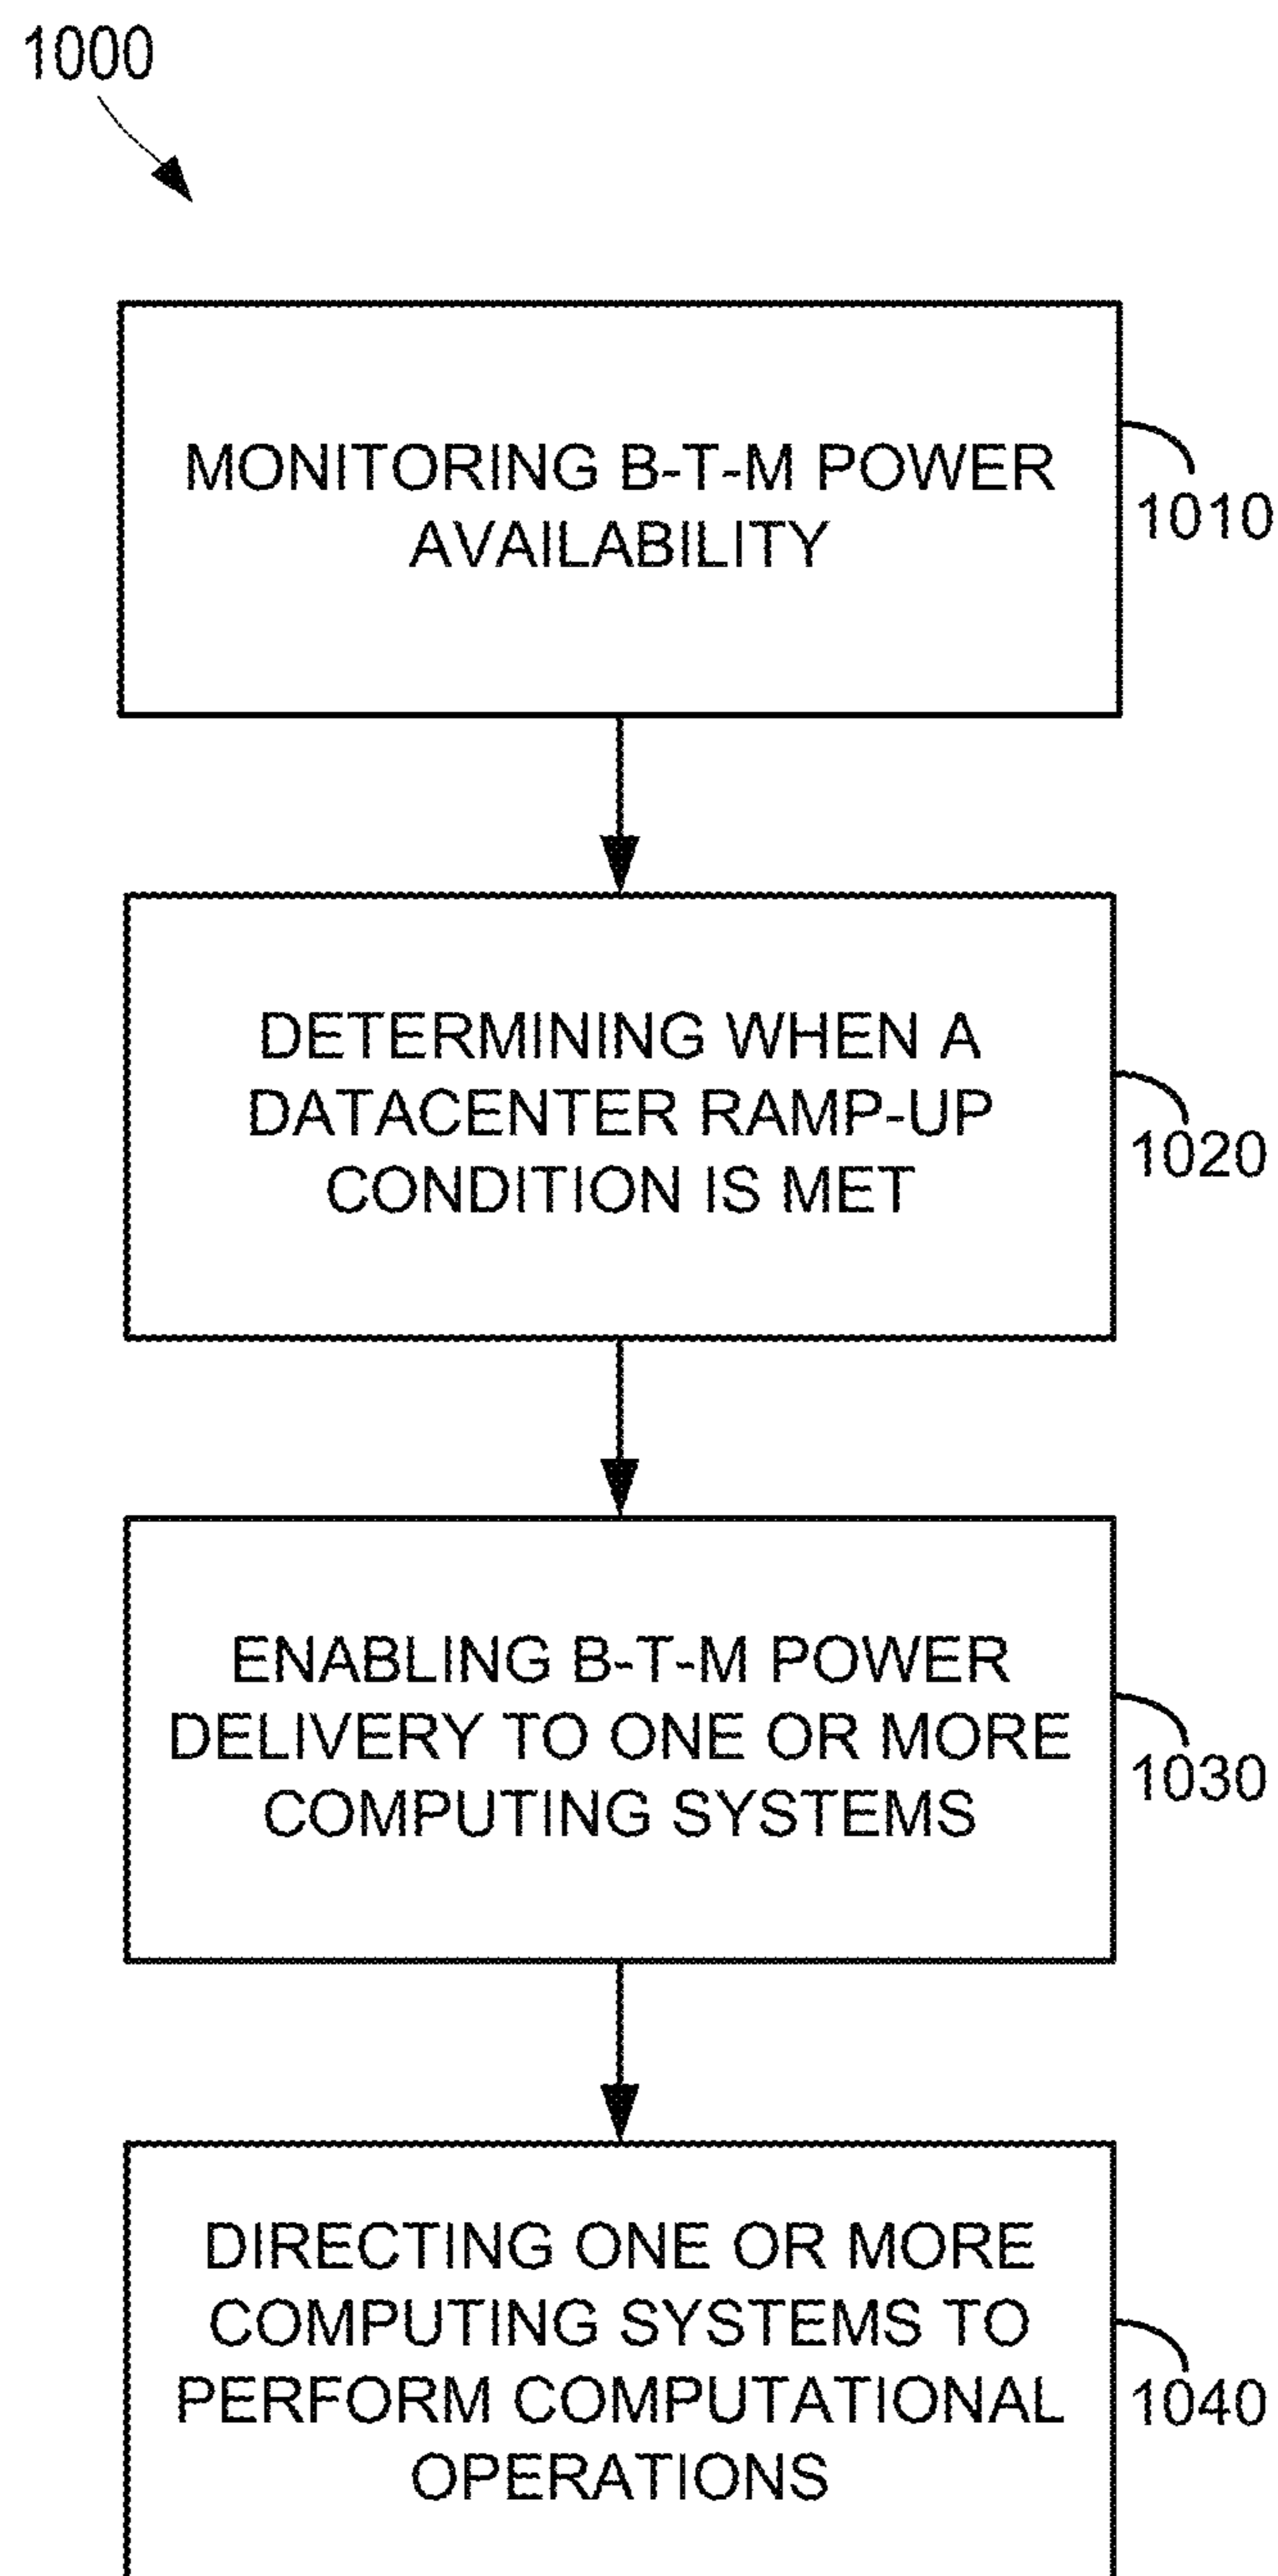 1000
MONITORING B-T-M POWER
AVAILABILITY
1010
DETERMINING WHEN A
DATACENTER RAMP-UP
CONDITION IS MET
1020
ENABLING B-T-M POWER
DELIVERY TO ONE OR MORE
COMPUTING SYSTEMS
1030
DIRECTING ONE OR MORE
COMPUTING SYSTEMS TO
PERFORM COMPUTATIONAL
OPERATIONS
1040